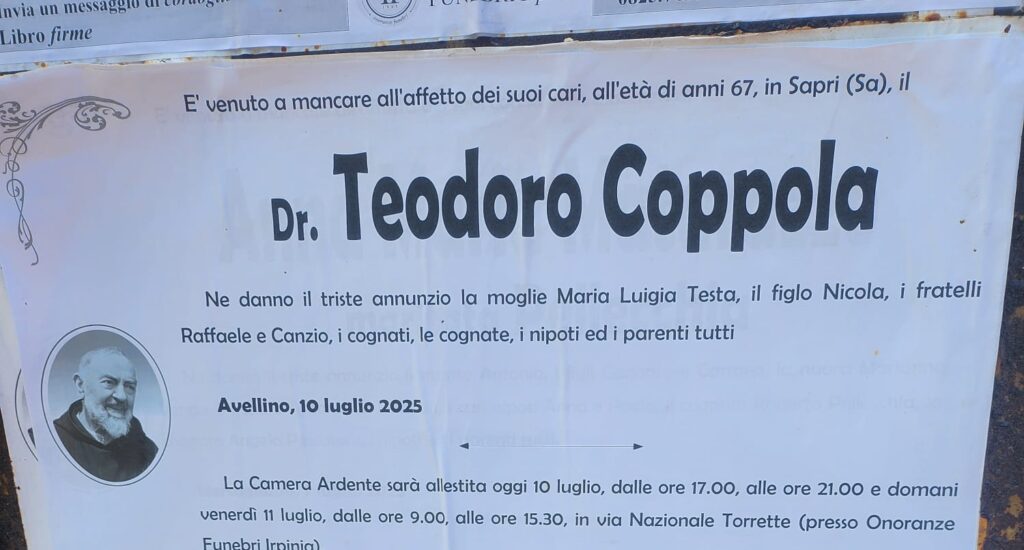 nvia un messaggio di cordoglio
Libro firme
E' venuto a mancare all'affetto dei suoi cari, all'età di anni 67, in Sapri (Sa), il
Dr. Teodoro Coppola
Ne danno il triste annunzio la moglie Maria Luigia Testa, il figlo Nicola, i fratelli
Raffaele e Canzio, i cognati, le cognate, i nipoti ed i parenti tutti
Avellino, 10 luglio 2025
La Camera Ardente sarà allestita oggi 10 luglio, dalle ore 17.00, alle ore 21.00 e domani
venerdì 11 luglio, dalle ore 9.00, alle ore 15.30, in via Nazionale Torrette (presso Onoranze
Funebri Irpinia)